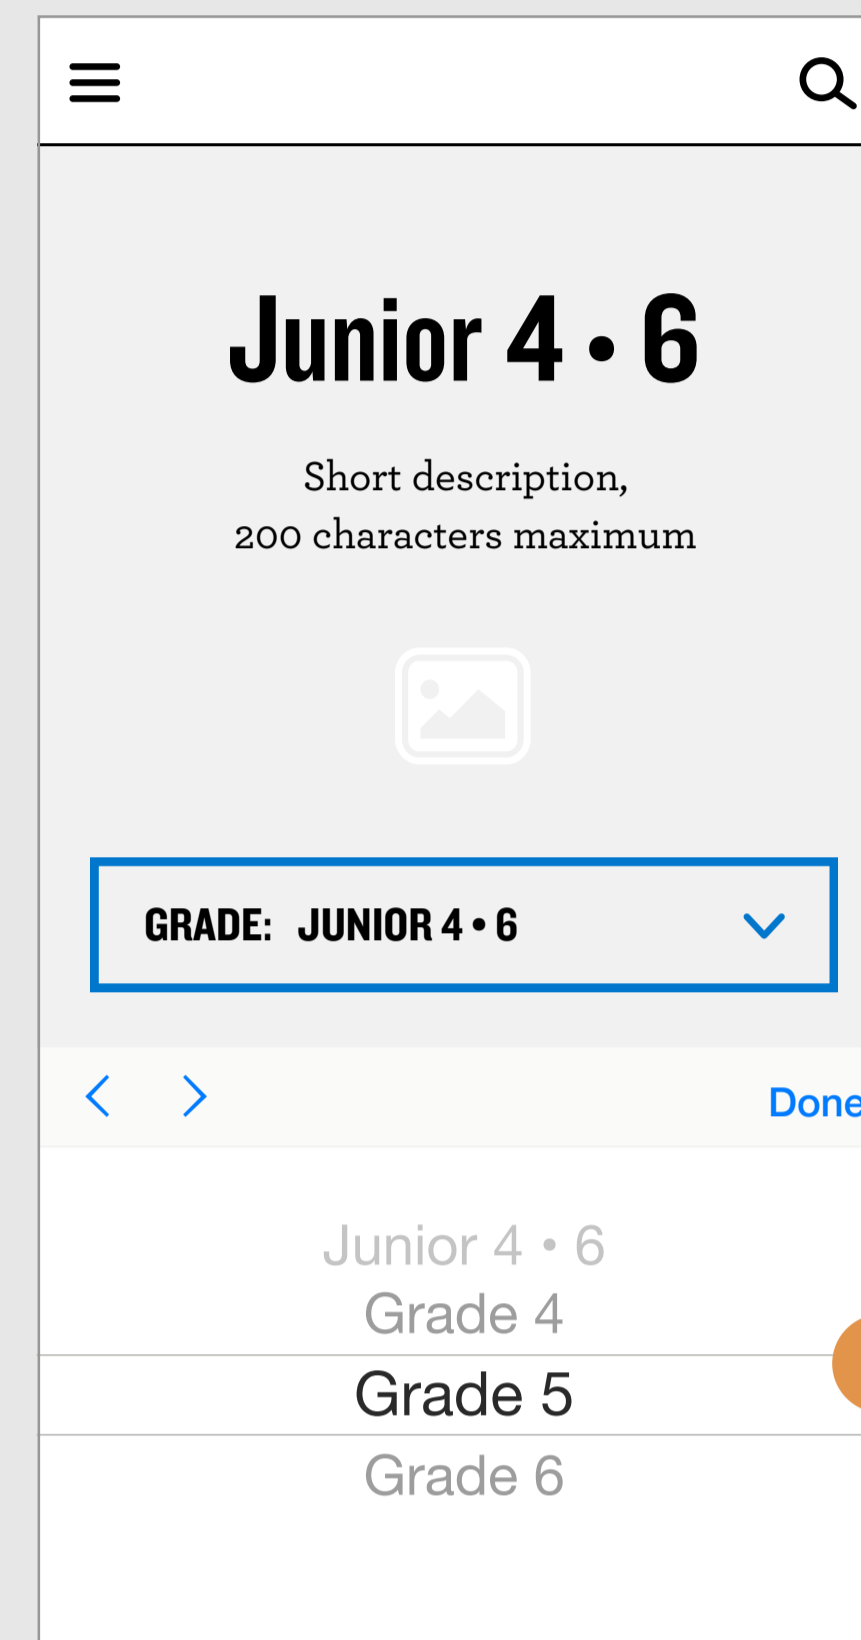 Junior 4 • 6
Short description,
200 characters maximum
GRADE: JUNIOR 4 • 6
Done
Junior 4 • 6
Grade 4
Grade 5
Grade 6